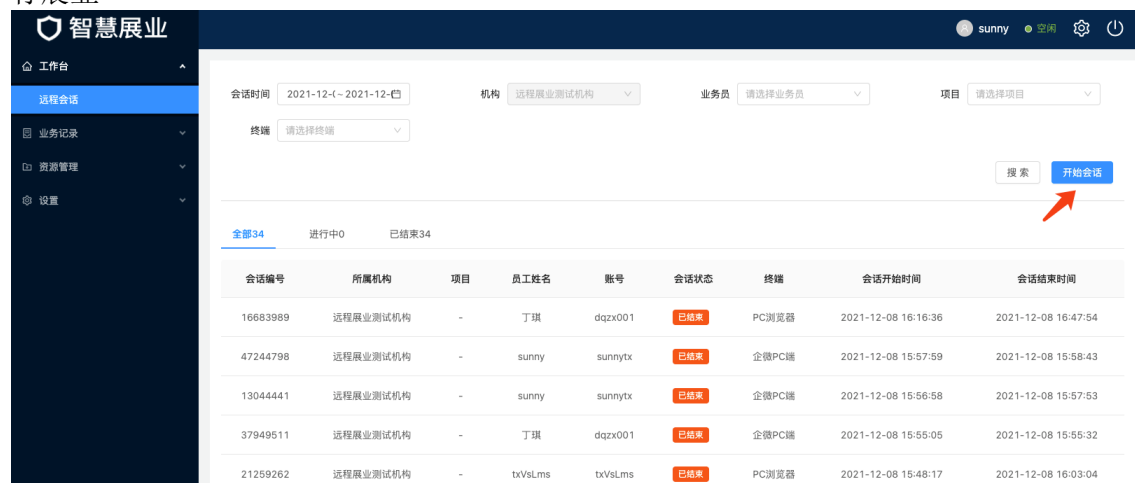 智慧展业
sunny 空闲
工作台
远程会话
业务记录
资源管理
设置
会话时间 2021-12-(~2021-12- 机构 远程展业测试机构 业务员 请选择业务员 项目 请选择项目
终端 请选择终端
搜 索 开始会话
全部34 进行中0 已结束34
会话编号 所属机构 项目 员工姓名 账号 会话状态 终端 会话开始时间 会话结束时间
16683989 远程展业测试机构 - 丁琪 dqzx001 已结束 PC浏览器 2021-12-08 16:16:36 2021-12-08 16:47:54
47244798 远程展业测试机构 - sunny sunnytx 已结束 企微PC端 2021-12-08 15:57:59 2021-12-08 15:58:43
13044441 远程展业测试机构 - sunny sunnytx 已结束 企微PC端 2021-12-08 15:56:58 2021-12-08 15:57:53
37949511 远程展业测试机构 - 丁琪 dqzx001 已结束 企微PC端 2021-12-08 15:55:05 2021-12-08 15:55:32
21259262 远程展业测试机构 - txVsLms txVsLms 已结束 PC浏览器 2021-12-08 15:48:17 2021-12-08 16:03:04